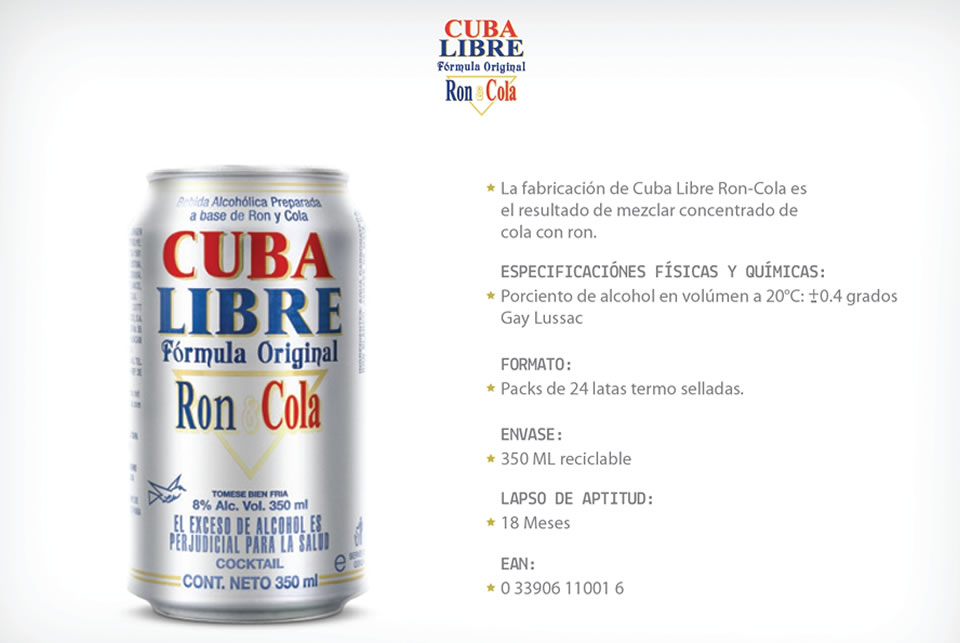 CUBA
LIBRE
Fórmula Original
Ron & Cola
Bebida Alcohólica Preparada
a base de Ron y Cola
CUBA
LIBRE
Fórmula Original
Ron & Cola
TOMESE BIEN FRIA
8% Alc. Vol. 350 ml
EL EXCESO DE ALCOHOL ES
PERJUDICIAL PARA LA SALUD
COCKTAIL
CONT. NETO 350 ml
e
La fabricación de Cuba Libre Ron-Cola es
el resultado de mezclar concentrado de
cola con ron.
ESPECIFICACIÓNES FÍSICAS Y QUÍMICAS:
Porciento de alcohol en volúmen a 20°C: ±0.4 grados
Gay Lussac
FORMATO:
Packs de 24 latas termo selladas.
ENVASE:
350 ML reciclable
LAPSO DE APTITUD:
18 Meses
EAN:
0 33906 11001 6